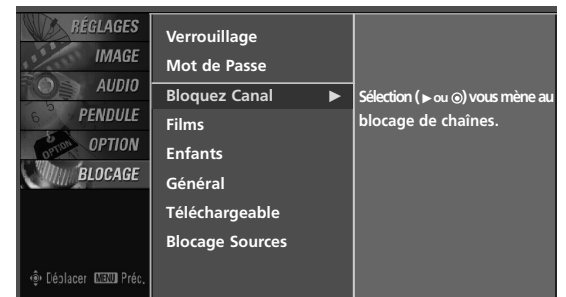 RÉGLAGES
IMAGE
AUDIO
PENDULE
OPTION
BLOCAGE
Déplacer MENU Préc.
Verrouillage
Mot de Passe
Bloquez Canal ▶
Films
Enfants
Général
Téléchargeable
Blocage Sources
Sélection ( ▶ ou ◉) vous mène au
blocage de chaînes.